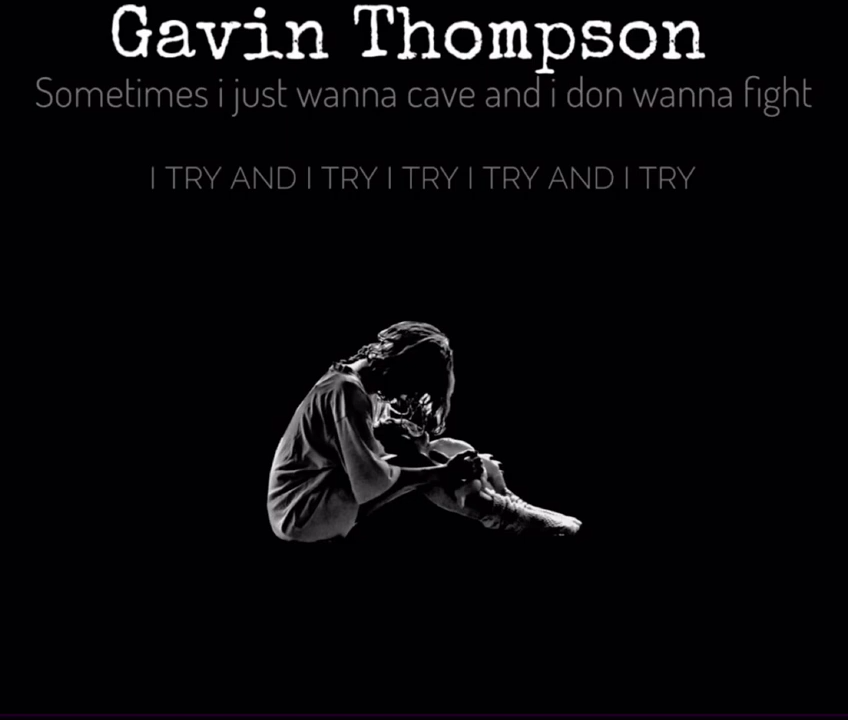 Gavin Thompson
Sometimes i just wanna cave and i don wanna fight
I TRY AND I TRY I TRY I TRY AND I TRY